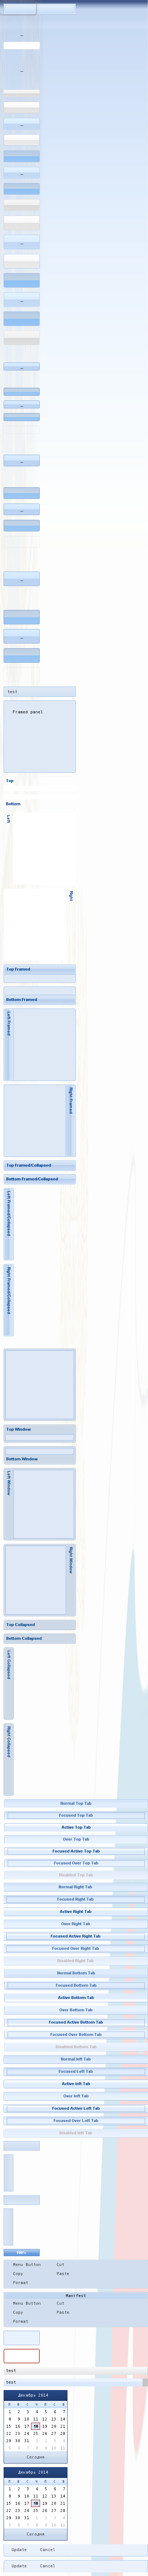 test
Framed panel
Top
Bottom
Left
Right
Top Framed
Bottom Framed
Left Framed
Right Framed
Top Framed/Collapsed
Bottom Framed/Collapsed
Left Framed/Collapsed
Right Framed/Collapsed
Top Window
Bottom Window
Left Window
Right Window
Top Collapsed
Bottom Collapsed
Left Collapsed
Right Collapsed
Normal Top Tab
Focused Top Tab
Active Top Tab
Over Top Tab
Focused Active Top Tab
Focused Over Top Tab
Disabled Top Tab
Normal Right Tab
Focused Right Tab
Active Right Tab
Over Right Tab
Focused Active Right Tab
Focused Over Right Tab
Disabled Right Tab
Normal Bottom Tab
Focused Bottom Tab
Active Bottom Tab
Over Bottom Tab
Focused Active Bottom Tab
Focused Over Bottom Tab
Disabled Bottom Tab
Normal left Tab
Focused Left Tab
Active left Tab
Over left Tab
Focused Active Left Tab
Focused Over Left Tab
Disabled left Tab
100%
Menu Button Cut
Copy Paste
Format
Manifest
Menu Button Cut
Copy Paste
Format
test
test
Декабрь 2014
1 2 3 4 5 6 7
8 9 10 11 12 13 14
15 16 17 18 19 20 21
22 23 24 25 26 27 28
29 30 31 1 2 3 4
5 6 7 8 9 10 11
Сегодня
Декабрь 2014
1 2 3 4 5 6 7
8 9 10 11 12 13 14
15 16 17 18 19 20 21
22 23 24 25 26 27 28
29 30 31 1 2 3 4
5 6 7 8 9 10 11
Сегодня
Update Cancel
Update Cancel